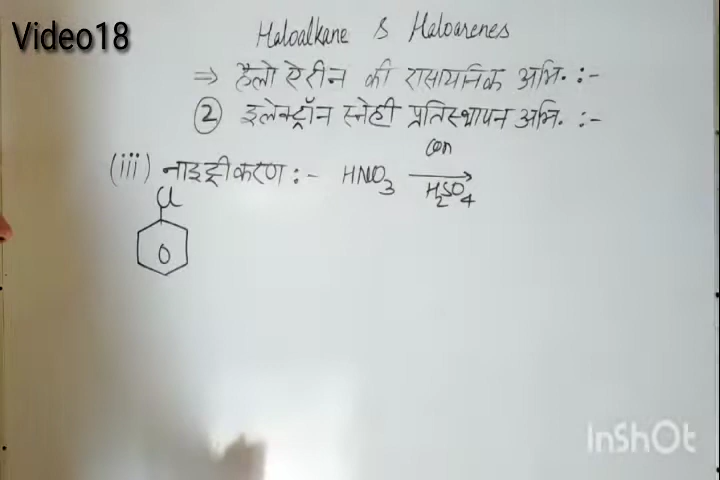 Video18
Haloalkane & Haloarenes
⇒ हैलो ऐरीन की रासायनिक अभि. :-
② इलेक्ट्रॉन स्नेही प्रतिस्थापन अभि. :-
con
(iii) नाइट्रीकरण :- HNO3 →
H2SO4
Cl
InShOt